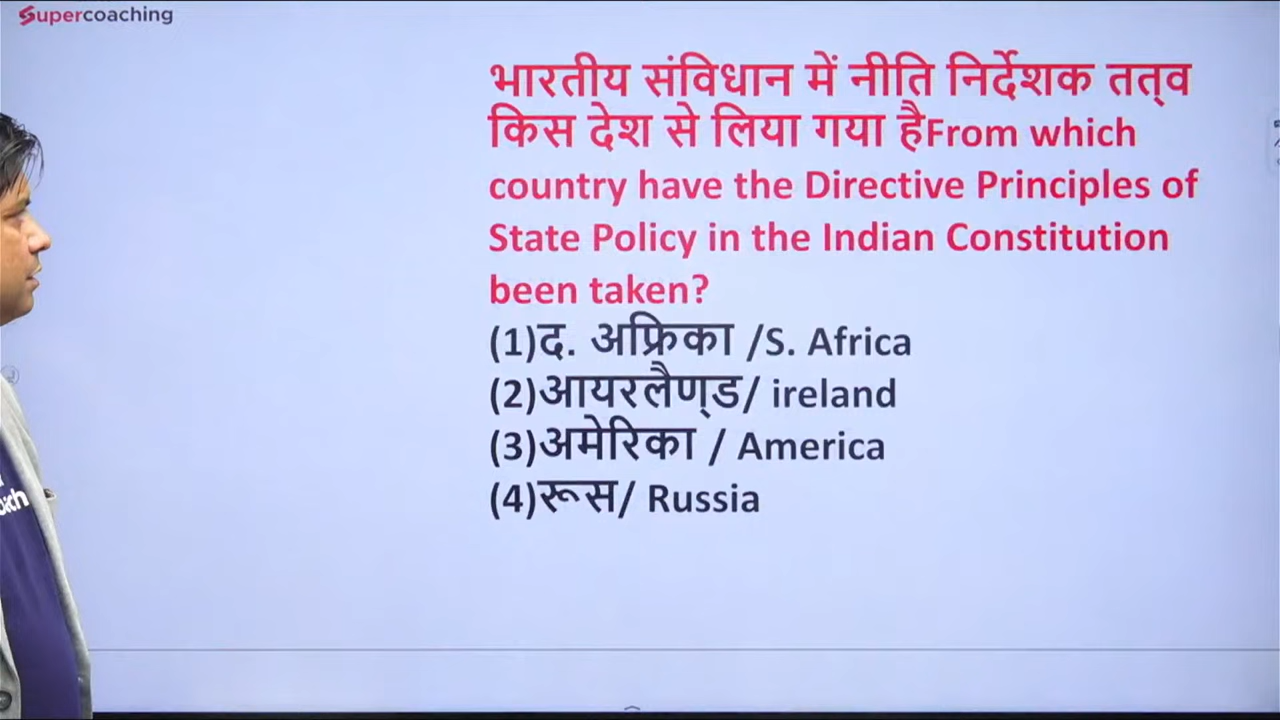 Supercoaching
भारतीय संविधान में नीति निर्देशक तत्व
किस देश से लिया गया हैFrom which
country have the Directive Principles of
State Policy in the Indian Constitution
been taken?
(1)द. अफ्रिका /S. Africa
(2)आयरलैण्ड/ ireland
(3)अमेरिका / America
(4)रूस/ Russia